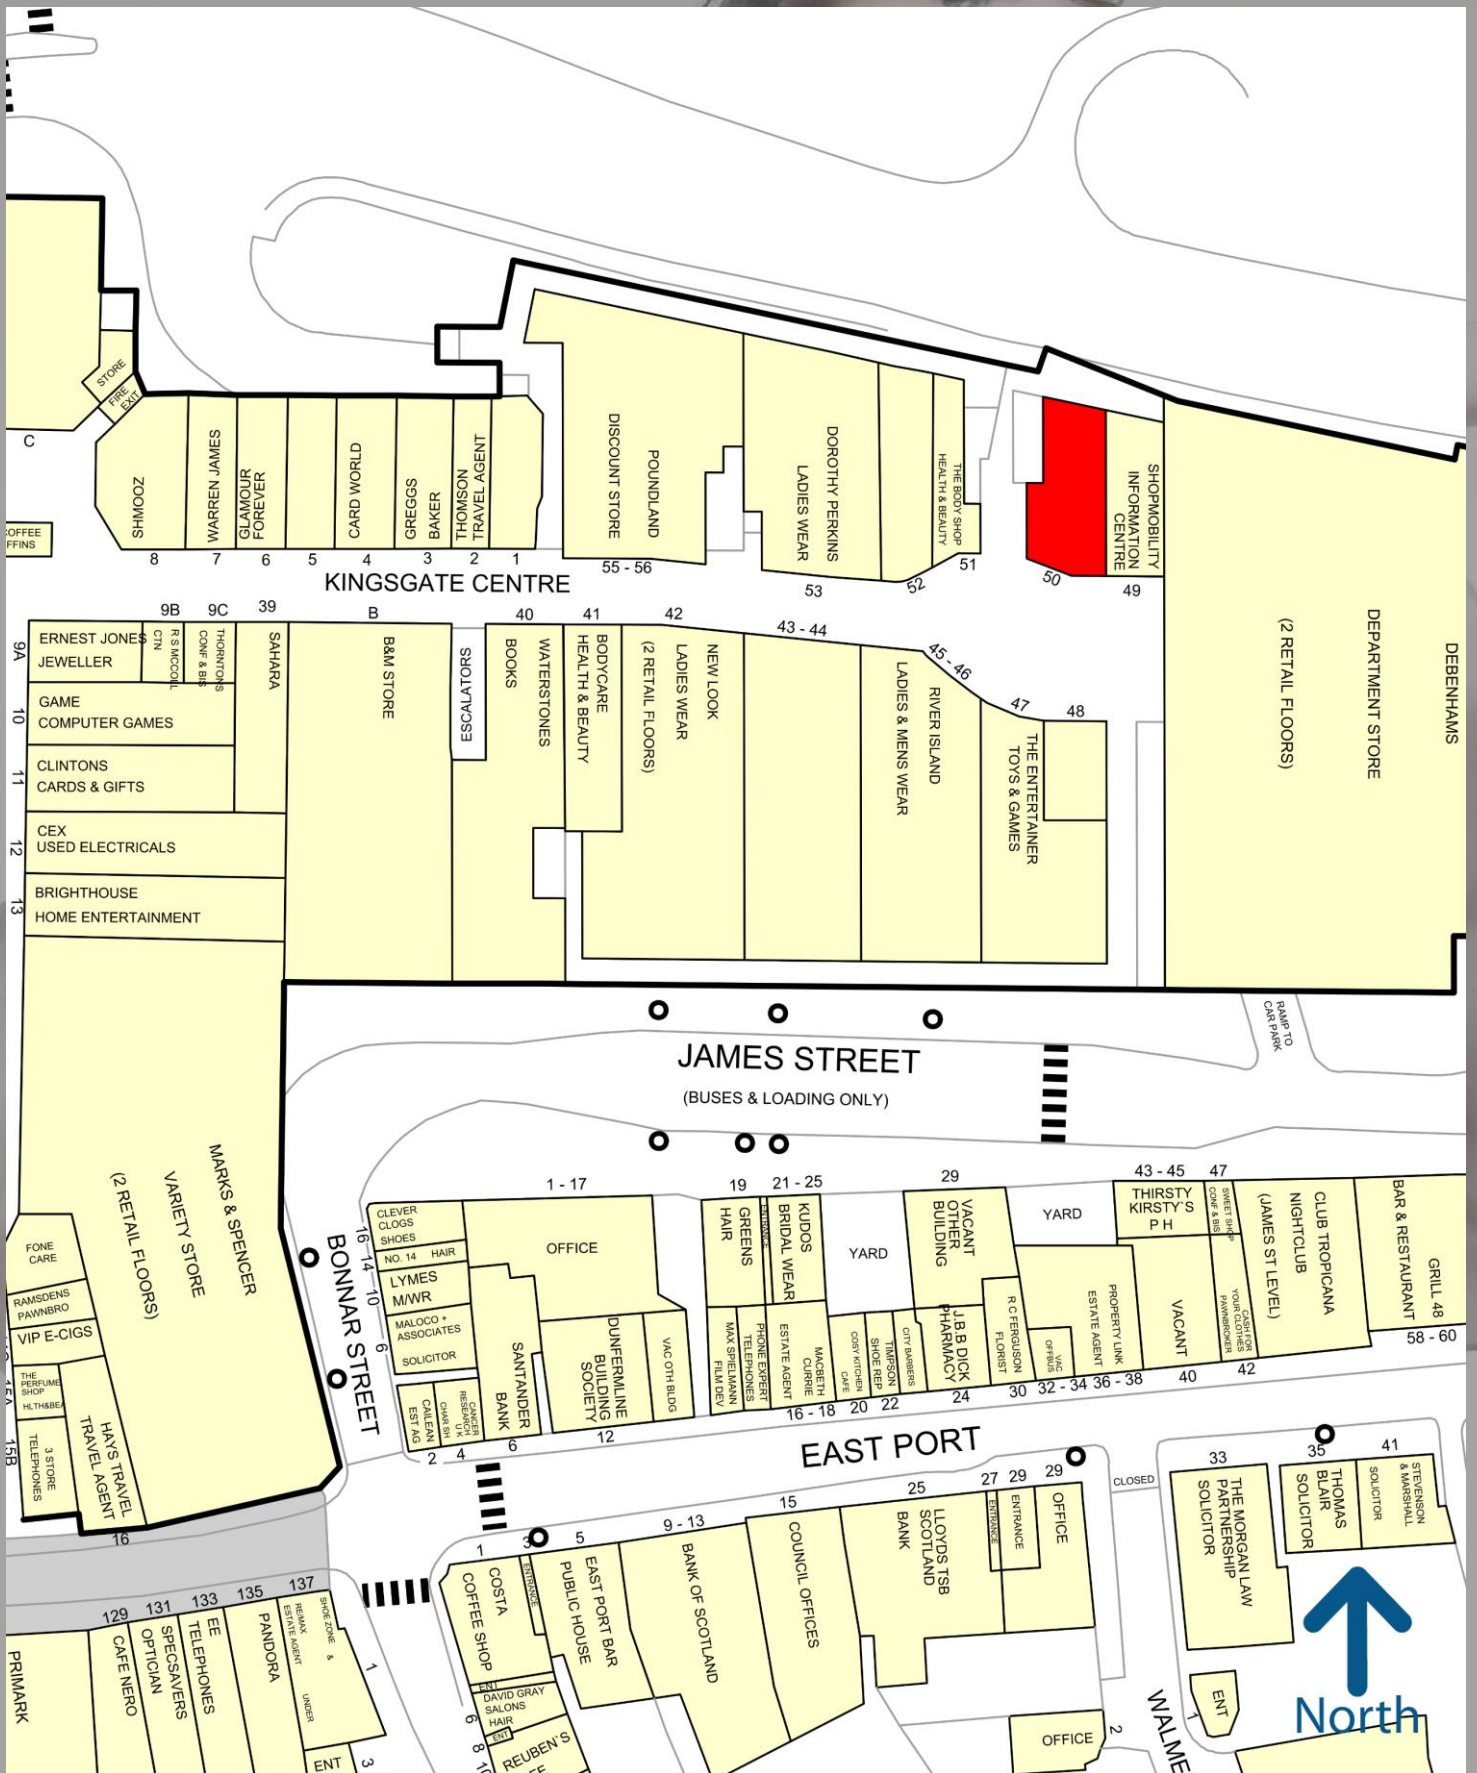 STORE
FIRE
EXIT
C
SHMOOZ
WARREN JAMES
GLAMOUR
FOREVER
CARD WORLD
GREGGS
BAKER
THOMSON
TRAVEL AGENT
DISCOUNT STORE
POUNDLAND
LADIES WEAR
DOROTHY PERKINS
HEALTH & BEAUTY
THE BODY SHOP
SHOPMOBILITY
INFORMATION
CENTRE
COFFEE
FFINS
8
7
6
5
4
3
2
1
55 - 56
53
52
51
50
49
KINGSGATE CENTRE
9A
9B
9C
39
B
40
41
42
43 - 44
45 - 46
47
48
ERNEST JONES
JEWELLER
R S MCCOLL
CTN
THORNTONS
CONF & BIS
SAHARA
B&M STORE
ESCALATORS
WATERSTONES
BOOKS
BODYCARE
HEALTH & BEAUTY
NEW LOOK
LADIES WEAR
(2 RETAIL FLOORS)
RIVER ISLAND
LADIES & MENS WEAR
THE ENTERTAINER
TOYS & GAMES
DEBENHAMS
DEPARTMENT STORE
(2 RETAIL FLOORS)
10
GAME
COMPUTER GAMES
11
CLINTONS
CARDS & GIFTS
12
CEX
USED ELECTRICALS
13
BRIGHTHOUSE
HOME ENTERTAINMENT
RAMP TO
CAR PARK
JAMES STREET
(BUSES & LOADING ONLY)
MARKS & SPENCER
VARIETY STORE
(2 RETAIL FLOORS)
FONE
CARE
RAMSDENS
PAWNBRO
VIP E-CIGS
THE
PERFUME
SHOP
HLTH&BEA
15A
3 STORE
TELEPHONES
15B
HAYS TRAVEL
TRAVEL AGENT
16
BONNAR STREET
16
14
10
6
CLEVER
CLOGS
SHOES
NO. 14 HAIR
LYMES
M/WR
MALOCO +
ASSOCIATES
SOLICITOR
CAILEAN
EST AG
CANCER
RESEARCH U K
CHAR SH
1 - 17
OFFICE
SANTANDER
BANK
DUNFERMLINE
BUILDING
SOCIETY
VAC OTH BLDG
19
GREENS
HAIR
ENTRANCE
21 - 25
KUDOS
BRIDAL WEAR
MAX SPIELMANN
FILM DEV
PHONE EXPERT
TELEPHONES
MACBETH
CURRIE
ESTATE AGENT
YARD
COSY KITCHEN
CAFE
TIMPSON
SHOE REP
CITY BARBERS
29
VACANT
OTHER
BUILDING
J.B.B DICK
PHARMACY
R C FERGUSON
FLORIST
YARD
VAC
OFFBUS
PROPERTY LINK
ESTATE AGENT
43 - 45
THIRSTY
KIRSTY`S
P H
VACANT
47
SWEET SHOP
CONF & BIS
CASH FOR
YOUR CLOTHES
PAWNBROKER
CLUB TROPICANA
NIGHTCLUB
(JAMES ST LEVEL)
GRILL 48
BAR & RESTAURANT
2
4
6
12
16 - 18
20
22
24
30
32 - 34
36 - 38
40
42
58 - 60
EAST PORT
1
3
5
9 - 13
15
25
27
29
29
CLOSED
33
35
41
COSTA
COFFEE SHOP
ENTRANCE
EAST PORT BAR
PUBLIC HOUSE
BANK OF SCOTLAND
COUNCIL OFFICES
LLOYDS TSB
SCOTLAND
BANK
ENTRANCE
ENTRANCE
OFFICE
THE MORGAN LAW
PARTNERSHIP
SOLICITOR
THOMAS
BLAIR
SOLICITOR
STEVENSON
& MARSHALL
SOLICITOR
129
131
133
135
137
PRIMARK
CAFE NERO
SPECSAVERS
OPTICIAN
EE
TELEPHONES
PANDORA
RE/MAX
ESTATE AGENT
SHOE ZONE &
UNDER
1
3
ENT
ENT
DAVID GRAY
SALONS
HAIR
ENT
6
8
10
REUBEN`S
OFFICE
2
WALME
1
ENT
North